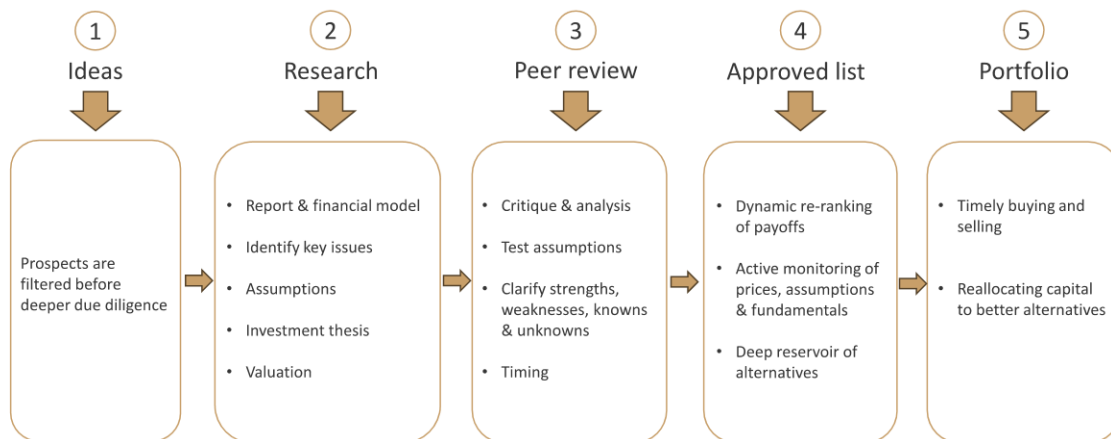 1
Ideas
Prospects are
filtered before
deeper due diligence
2
Research
• Report & financial model
• Identify key issues
• Assumptions
• Investment thesis
• Valuation
3
Peer review
• Critique & analysis
• Test assumptions
• Clarify strengths,
weaknesses, knowns
& unknowns
• Timing
4
Approved list
• Dynamic re-ranking
of payoffs
• Active monitoring of
prices, assumptions
& fundamentals
• Deep reservoir of
alternatives
5
Portfolio
• Timely buying and
selling
• Reallocating capital
to better alternatives